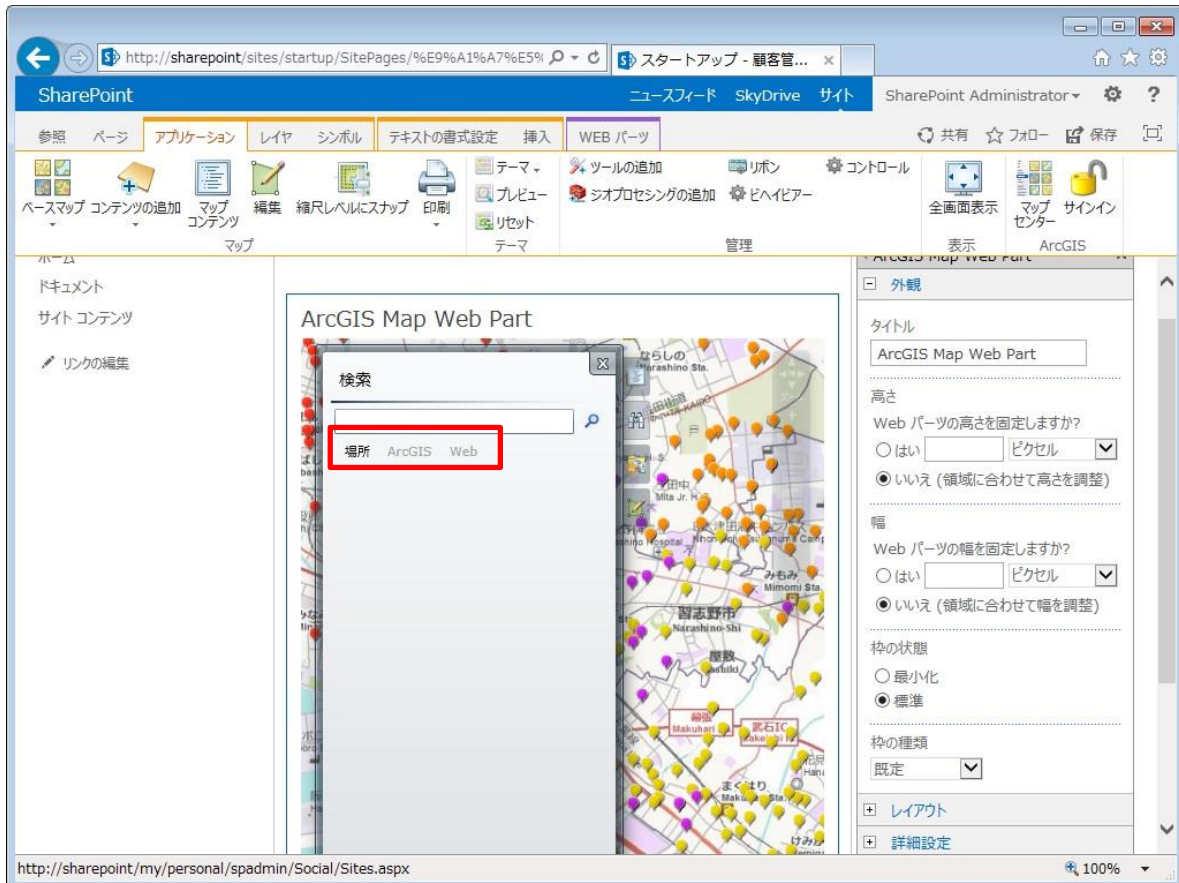 http://sharepoint/sites/startup/SitePages/%E9%A1%A7%E5%
スタートアップ - 顧客管...
SharePoint
ニュースフィード SkyDrive サイト SharePoint Administrator
参照 ページ アプリケーション レイヤ シンボル テキストの書式設定 挿入 WEB パーツ 共有 フォロー 保存
ベースマップ コンテンツの追加 マップ コンテンツ 編集 縮尺レベルにスナップ 印刷
マップ
テーマ
プレビュー
リセット
テーマ
ツールの追加 リボン コントロール
ジオプロセシングの追加 ビヘイビアー
管理
全画面表示
表示
マップ センター サインイン
ArcGIS
ホーム
ドキュメント
サイト コンテンツ
リンクの編集
ArcGIS Map Web Part
検索
場所 ArcGIS Web
ならしの
Narashino Sta.
Mita Jr. H.S.
みもみ
Mimomi Sta.
習志野市
Narashino-Shi
屋敷
幕張
Makuhari
武石IC
まくはり
ArcGIS Map Web Part
外観
タイトル
ArcGIS Map Web Part
高さ
Web パーツの高さを固定しますか?
はい ピクセル
いいえ (領域に合わせて高さを調整)
幅
Web パーツの幅を固定しますか?
はい ピクセル
いいえ (領域に合わせて幅を調整)
枠の状態
最小化
標準
枠の種類
既定
レイアウト
詳細設定
http://sharepoint/my/personal/spadmin/Social/Sites.aspx
100%